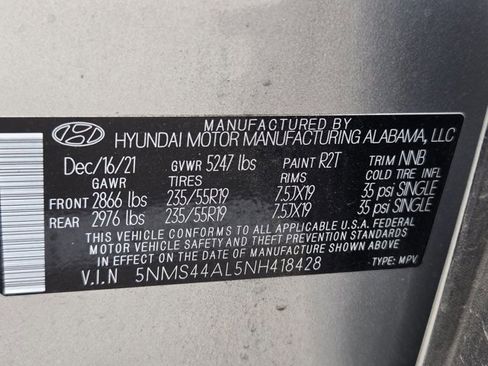 MANUFACTURED BY
HYUNDAI MOTOR MANUFACTURING ALABAMA, LLC
Dec/16/21 GVWR 5247 lbs PAINT R2T TRIM NNB
GAWR TIRES RIMS COLD TIRE INFL
FRONT 2866 lbs 235/55R19 7.5JX19 35 psi SINGLE
REAR 2976 lbs 235/55R19 7.5JX19 35 psi SINGLE
THIS VEHICLE CONFORMS TO ALL APPLICABLE U.S.A. FEDERAL
MOTOR VEHICLE SAFETY AND THEFT PREVENTION STANDARDS
IN EFFECT ON THE DATE OF MANUFACTURE SHOWN ABOVE.
V.I.N 5NMS44AL5NH418428 TYPE: MPV